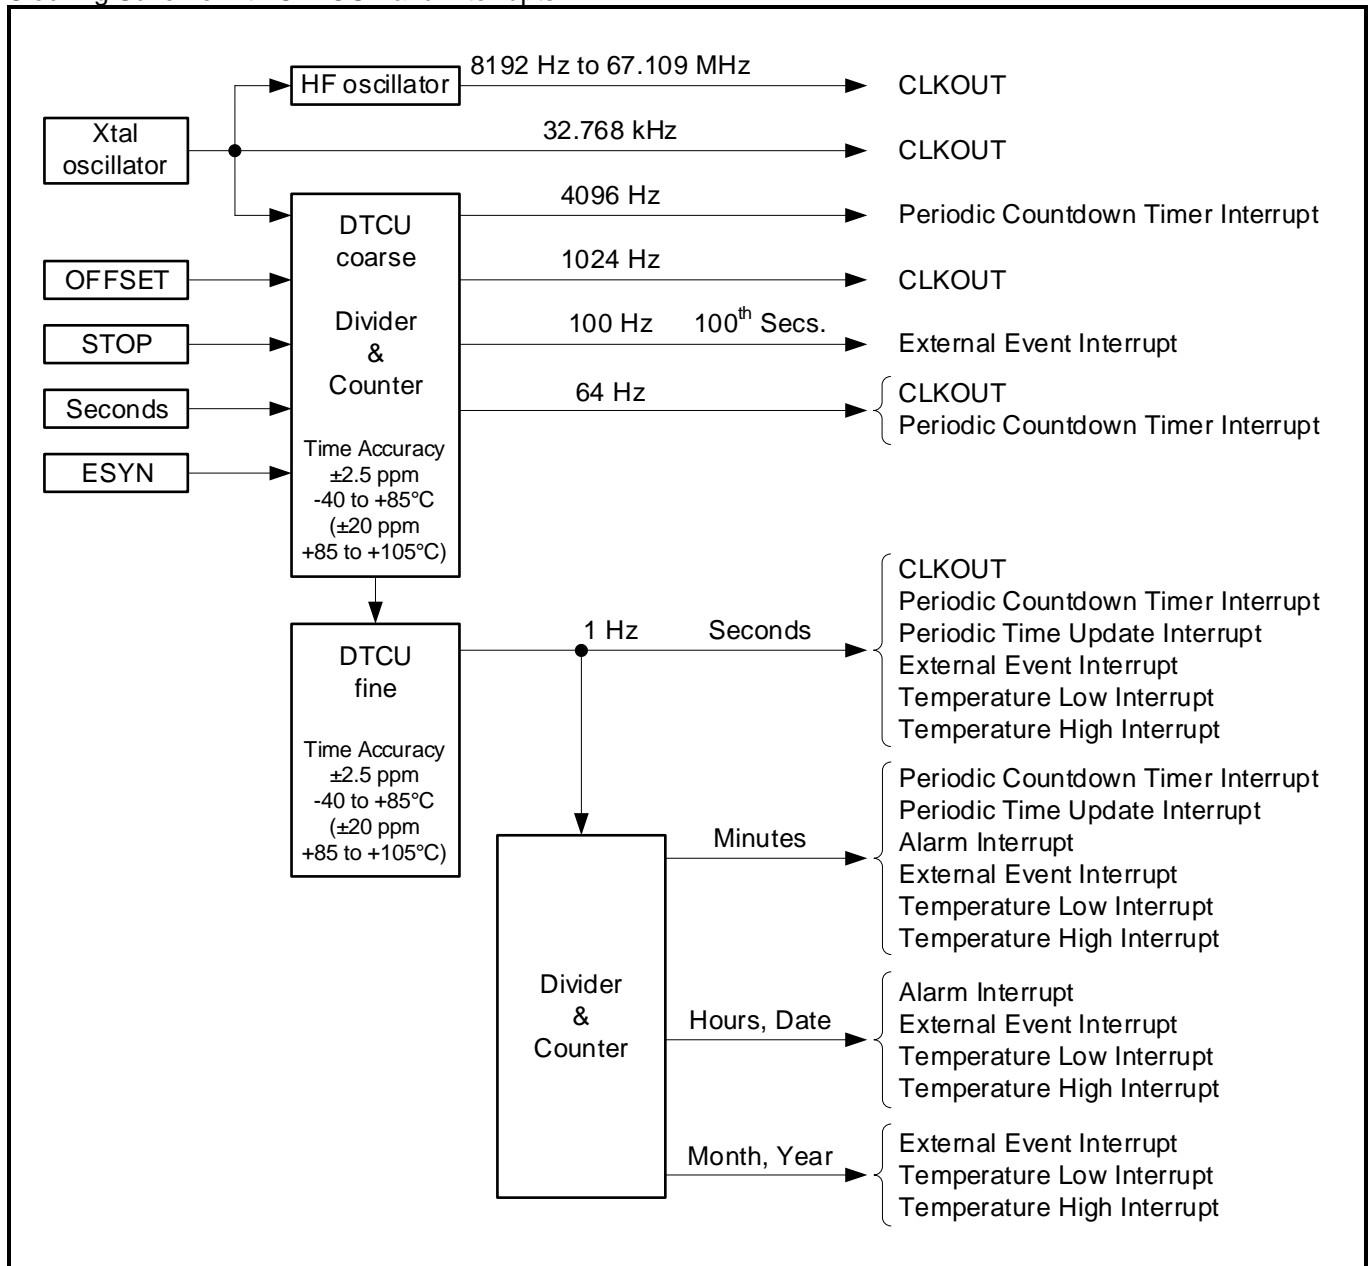 8192 Hz to 67.109 MHz
HF oscillator
CLKOUT
Xtal
oscillator
32.768 kHz
CLKOUT
4096 Hz
Periodic Countdown Timer Interrupt
DTCU
coarse
Divider
&
Counter
Time Accuracy
±2.5 ppm
-40 to +85°C
(±20 ppm
+85 to +105°C)
OFFSET
1024 Hz
CLKOUT
STOP
100 Hz 100th Secs.
External Event Interrupt
Seconds
64 Hz
CLKOUT
Periodic Countdown Timer Interrupt
ESYN
DTCU
fine
Time Accuracy
±2.5 ppm
-40 to +85°C
(±20 ppm
+85 to +105°C)
1 Hz Seconds
CLKOUT
Periodic Countdown Timer Interrupt
Periodic Time Update Interrupt
External Event Interrupt
Temperature Low Interrupt
Temperature High Interrupt
Divider
&
Counter
Minutes
Periodic Countdown Timer Interrupt
Periodic Time Update Interrupt
Alarm Interrupt
External Event Interrupt
Temperature Low Interrupt
Temperature High Interrupt
Hours, Date
Alarm Interrupt
External Event Interrupt
Temperature Low Interrupt
Temperature High Interrupt
Month, Year
External Event Interrupt
Temperature Low Interrupt
Temperature High Interrupt